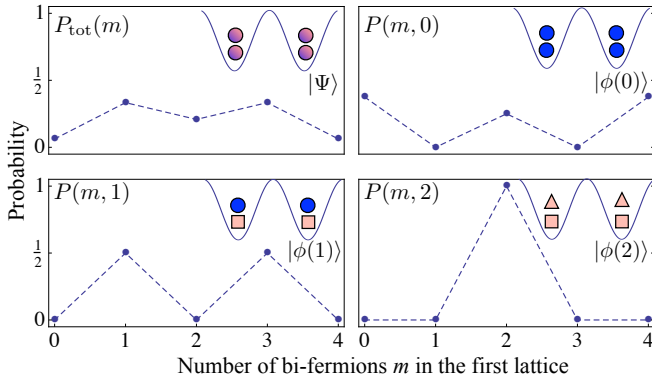 1
P_tot(m)
|Ψ⟩
1/2
0
P(m, 0)
|ϕ(0)⟩
Probability
1
P(m, 1)
|ϕ(1)⟩
1/2
0
0 1 2 3 4
P(m, 2)
|ϕ(2)⟩
0 1 2 3 4
Number of bi-fermions m in the first lattice